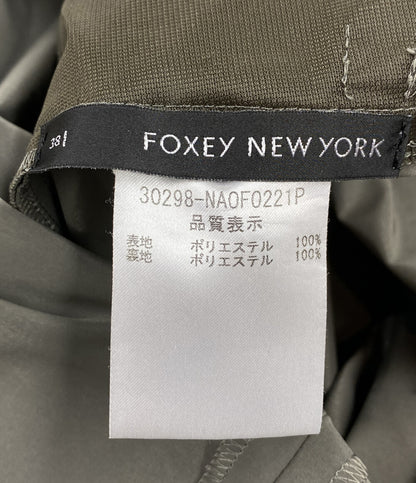 38
FOXEY NEW YORK
30298-NAOF0221P
品質表示
表地 ポリエステル 100%
裏地 ポリエステル 100%